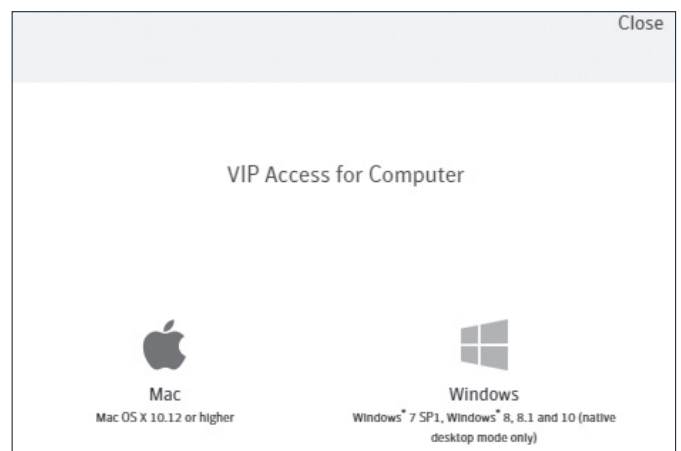 Close
VIP Access for Computer
Mac
Mac OS X 10.12 or higher
Windows
Windows* 7 SP1, Windows* 8, 8.1 and 10 (native
desktop mode only)